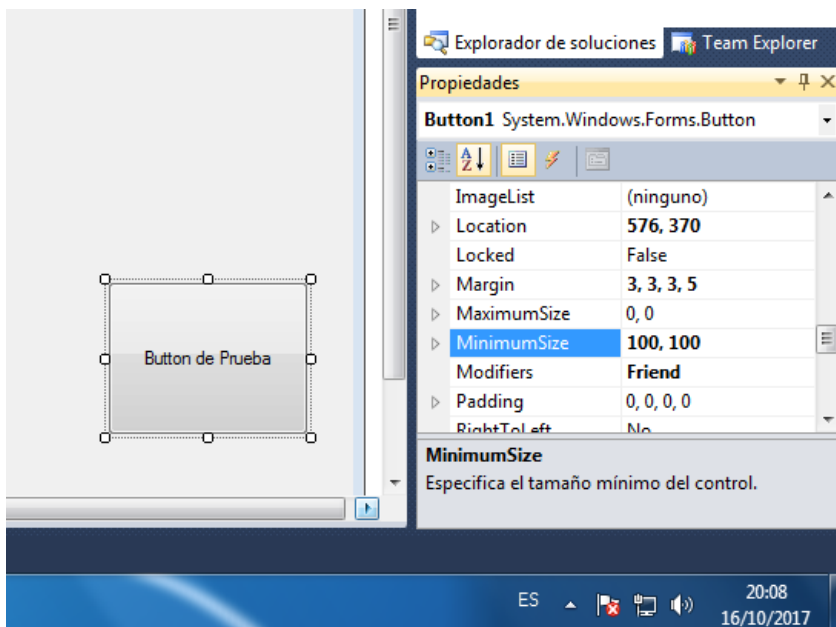 Explorador de soluciones Team Explorer
Propiedades
Button1 System.Windows.Forms.Button
ImageList (ninguno)
Location 576, 370
Locked False
Margin 3, 3, 3, 5
MaximumSize 0, 0
MinimumSize 100, 100
Modifiers Friend
Padding 0, 0, 0, 0
RightToLeft No
MinimumSize
Especifica el tamaño mínimo del control.
Button de Prueba
ES 20:08
16/10/2017